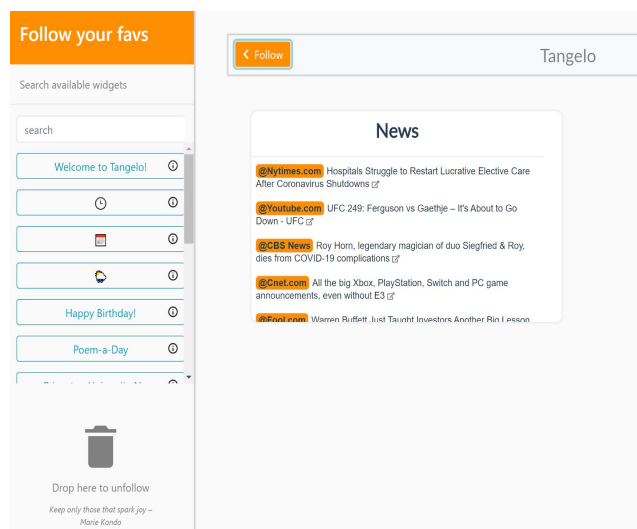 Follow your favs
Search available widgets
search
Welcome to Tangelo!
Happy Birthday!
Poem-a-Day
Drop here to unfollow
Keep only those that spark joy –
Marie Kondo
Follow
Tangelo
News
@Nytimes.com Hospitals Struggle to Restart Lucrative Elective Care
After Coronavirus Shutdowns
@Youtube.com UFC 249: Ferguson vs Gaethje – It's About to Go
Down - UFC
@CBS News Roy Horn, legendary magician of duo Siegfried & Roy,
dies from COVID-19 complications
@Cnet.com All the big Xbox, PlayStation, Switch and PC game
announcements, even without E3
@Fool.com Warren Buffett Just Taught Investors Another Big Lesson